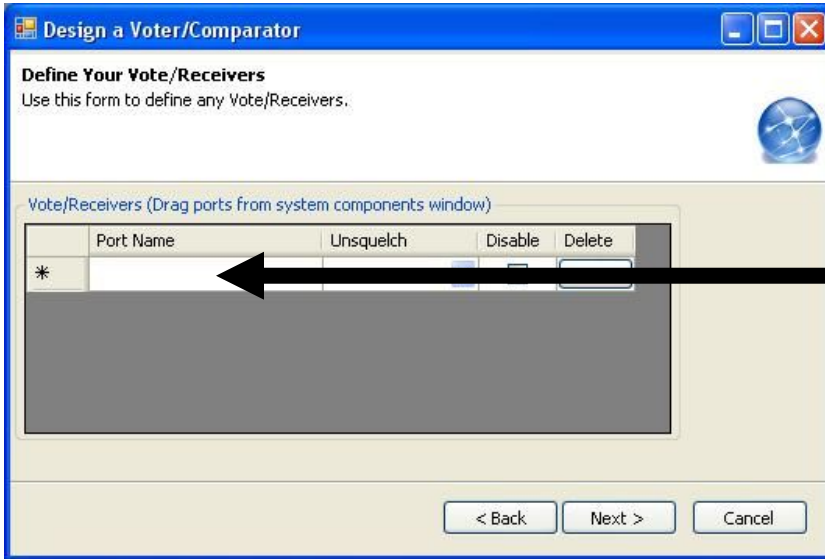 Design a Voter/Comparator
Define Your Vote/Receivers
Use this form to define any Vote/Receivers.
Vote/Receivers (Drag ports from system components window)
Port Name Unsquelch Disable Delete
*
< Back Next > Cancel